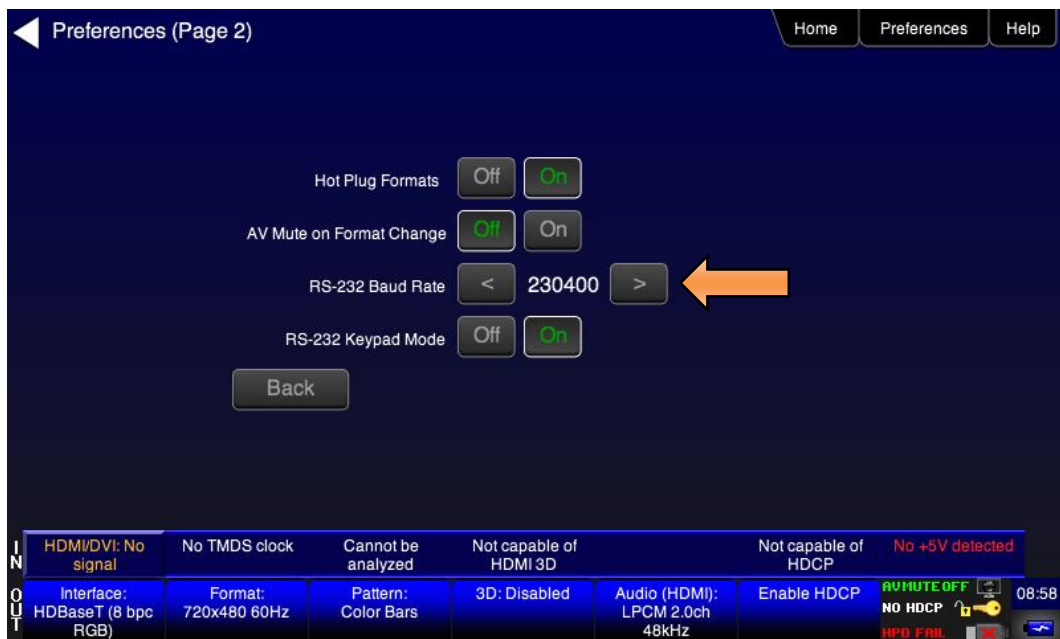 Preferences (Page 2)
Home
Preferences
Help
Hot Plug Formats
Off
On
AV Mute on Format Change
Off
On
RS-232 Baud Rate
<
230400
>
RS-232 Keypad Mode
Off
On
Back
IN
HDMI/DVI: No
signal
No TMDS clock
Cannot be
analyzed
Not capable of
HDMI 3D
Not capable of
HDCP
No +5V detected
OUT
Interface:
HDBaseT (8 bpc
RGB)
Format:
720x480 60Hz
Pattern:
Color Bars
3D: Disabled
Audio (HDMI):
LPCM 2.0ch
48kHz
Enable HDCP
AVMUTE OFF
NO HDCP
HPD FAIL
08:58